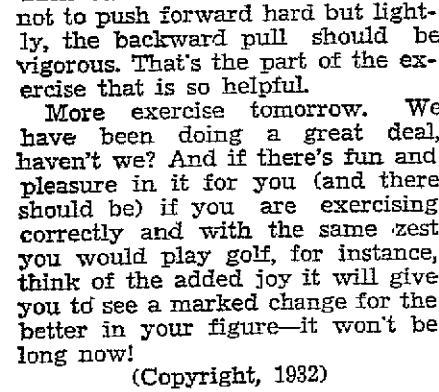 not to push forward hard but light-
ly, the backward pull should be
vigorous. That's the part of the ex-
ercise that is so helpful.
More exercise tomorrow. We
have been doing a great deal,
haven't we? And if there's fun and
pleasure in it for you (and there
should be) if you are exercising
correctly and with the same zest
you would play golf, for instance,
think of the added joy it will give
you to see a marked change for the
better in your figure—it won't be
long now!
(Copyright, 1932)